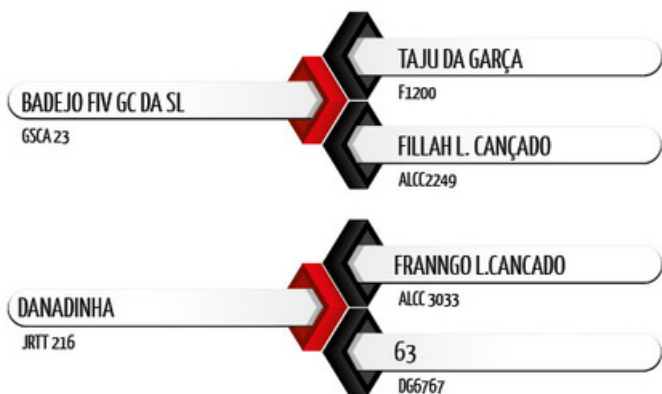 TAJU DA GARÇA
F1200
BADEJO FIV GC DA SL
GSCA 23
FILLAH L. CANÇADO
ALCC2249
FRANNGO L.CANCADO
ALCC 3033
DANADINHA
JRTT 216
63
DG6767